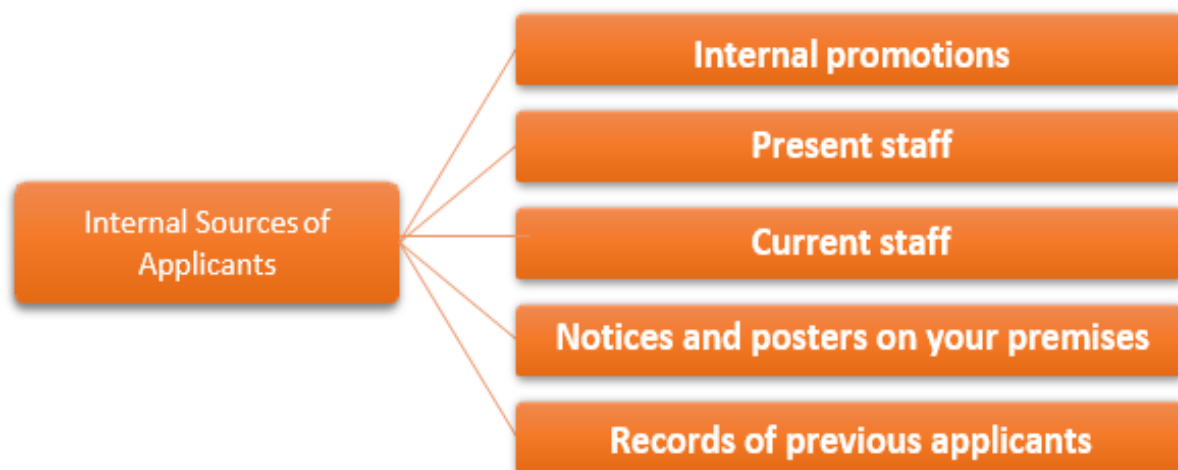 Internal promotions
Present staff
Internal Sources of
Applicants
Current staff
Notices and posters on your premises
Records of previous applicants